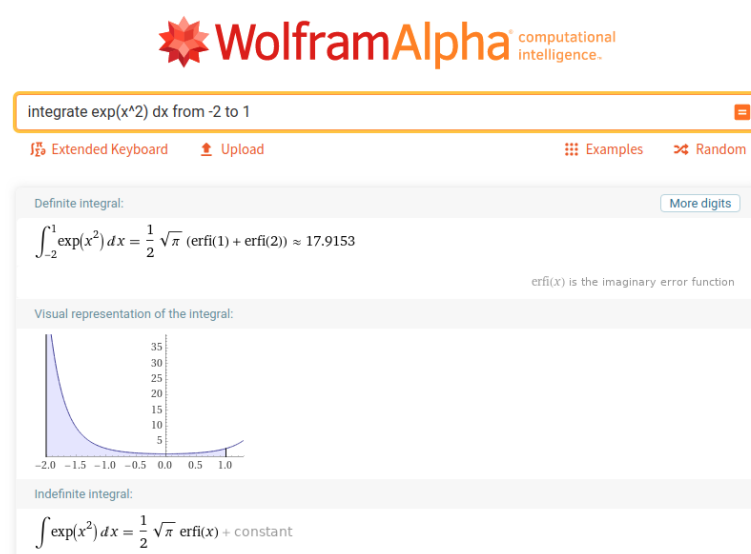 WolframAlpha computational intelligence™
integrate exp(x^2) dx from -2 to 1
Extended Keyboard Upload Examples Random
Definite integral: More digits
∫_{-2}^{1} exp(x²) dx = 1/2 √π (erfi(1) + erfi(2)) ≈ 17.9153
erfi(x) is the imaginary error function
Visual representation of the integral:
35
30
25
20
15
10
5
−2.0 −1.5 −1.0 −0.5 0.0 0.5 1.0
Indefinite integral:
∫ exp(x²) dx = 1/2 √π erfi(x) + constant